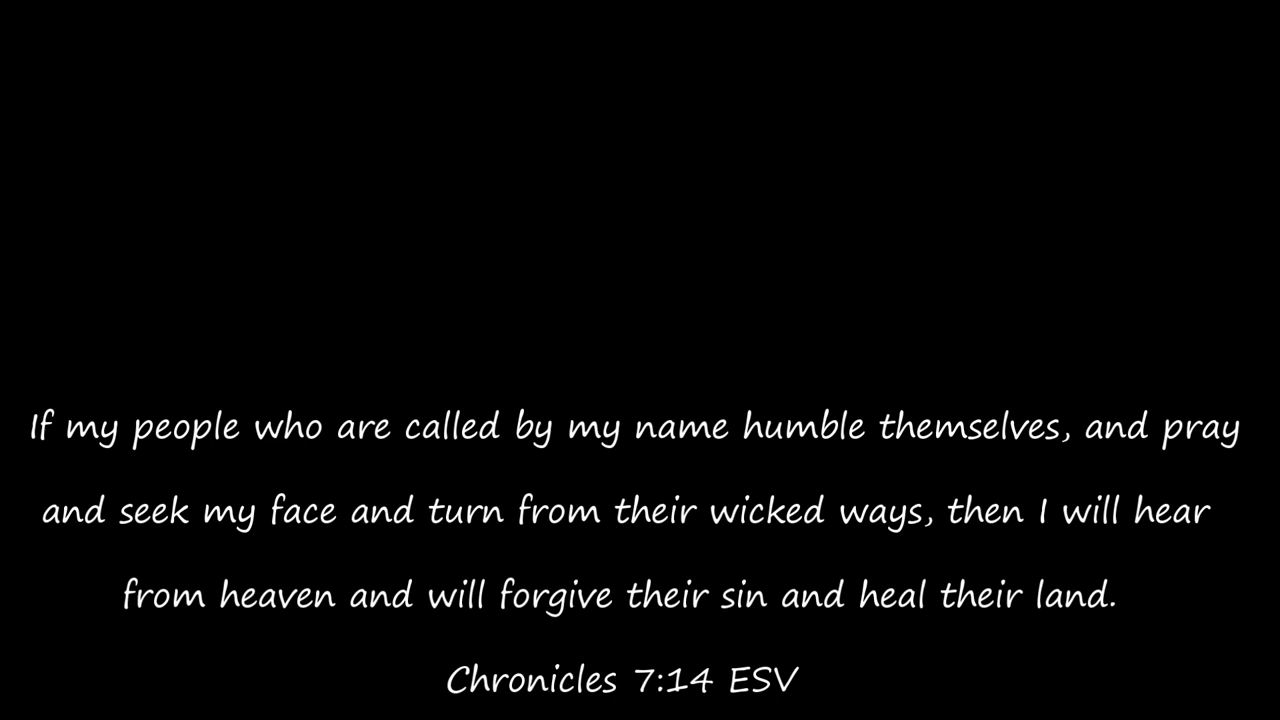 If my people who are called by my name humble themselves, and pray
and seek my face and turn from their wicked ways, then I will hear
from heaven and will forgive their sin and heal their land.
Chronicles 7:14 ESV